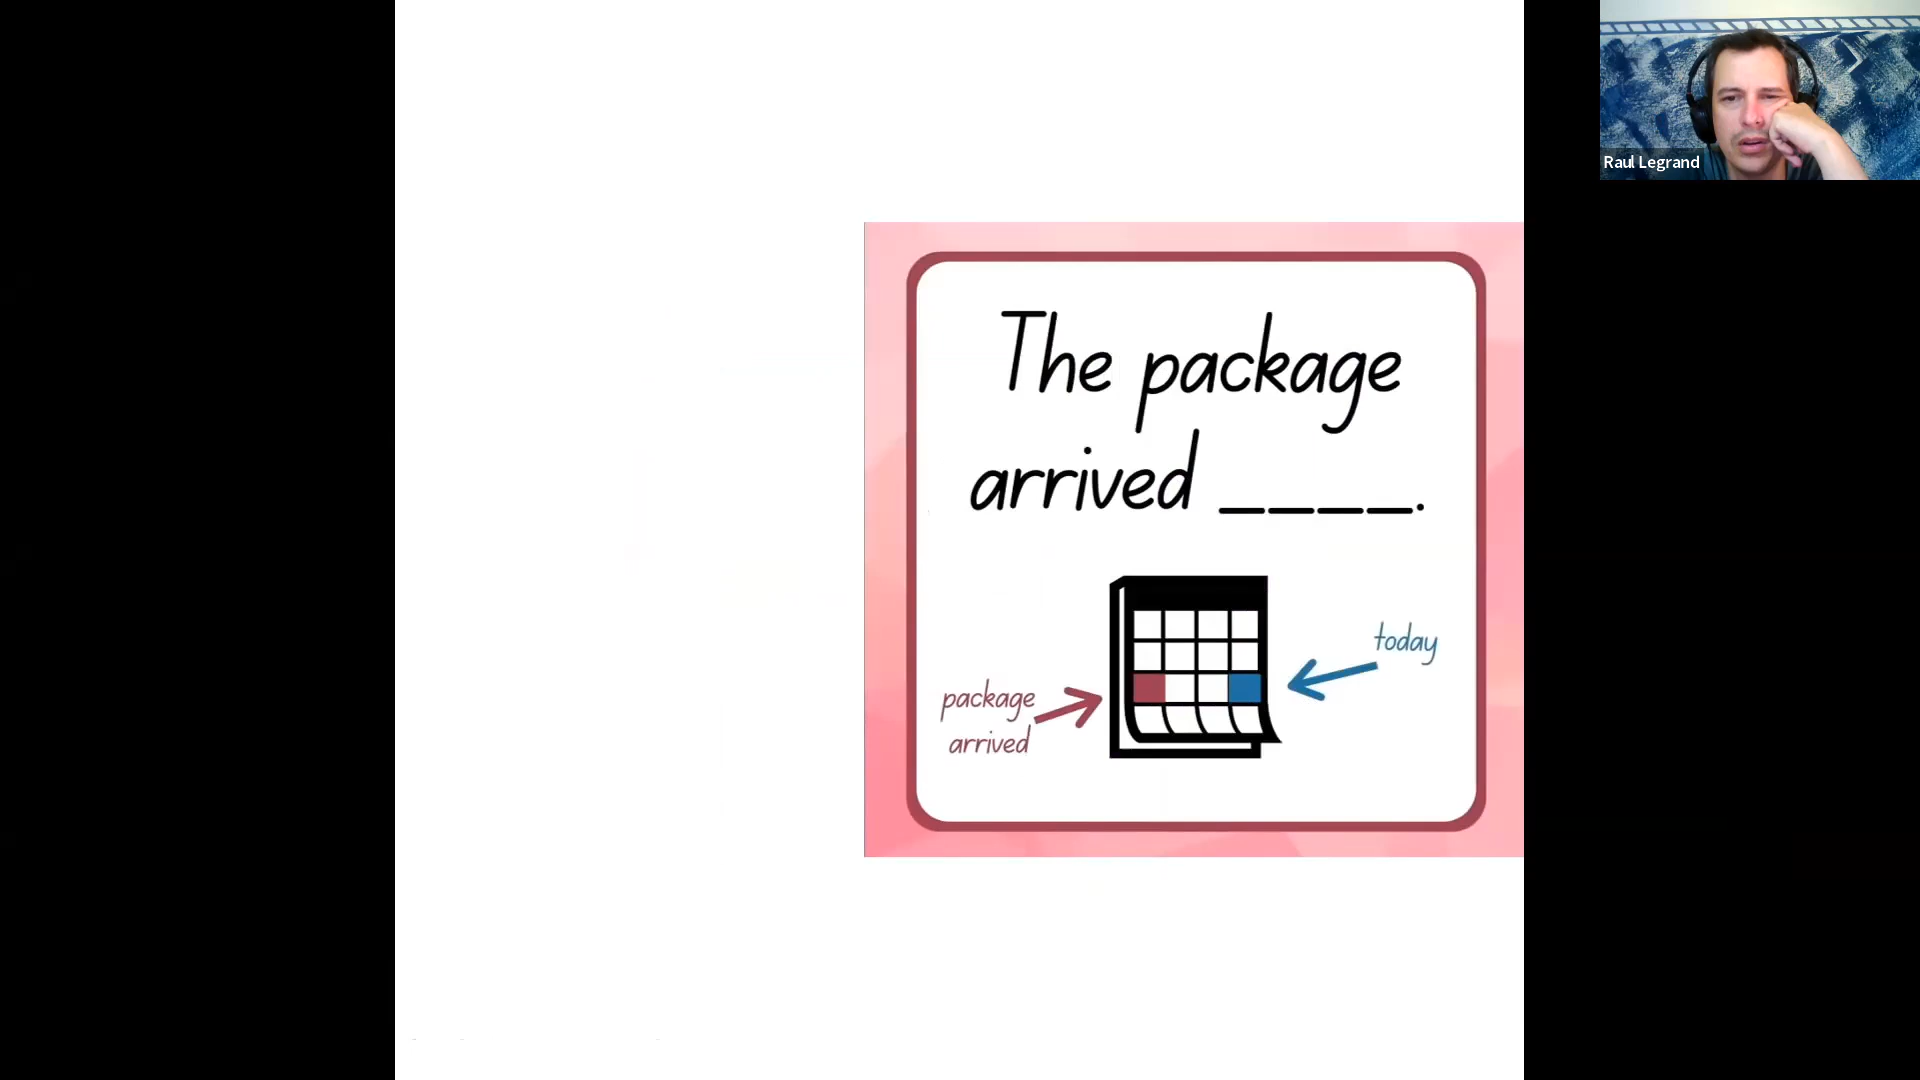 Raul Legrand
The package
arrived ____.
today
package
arrived